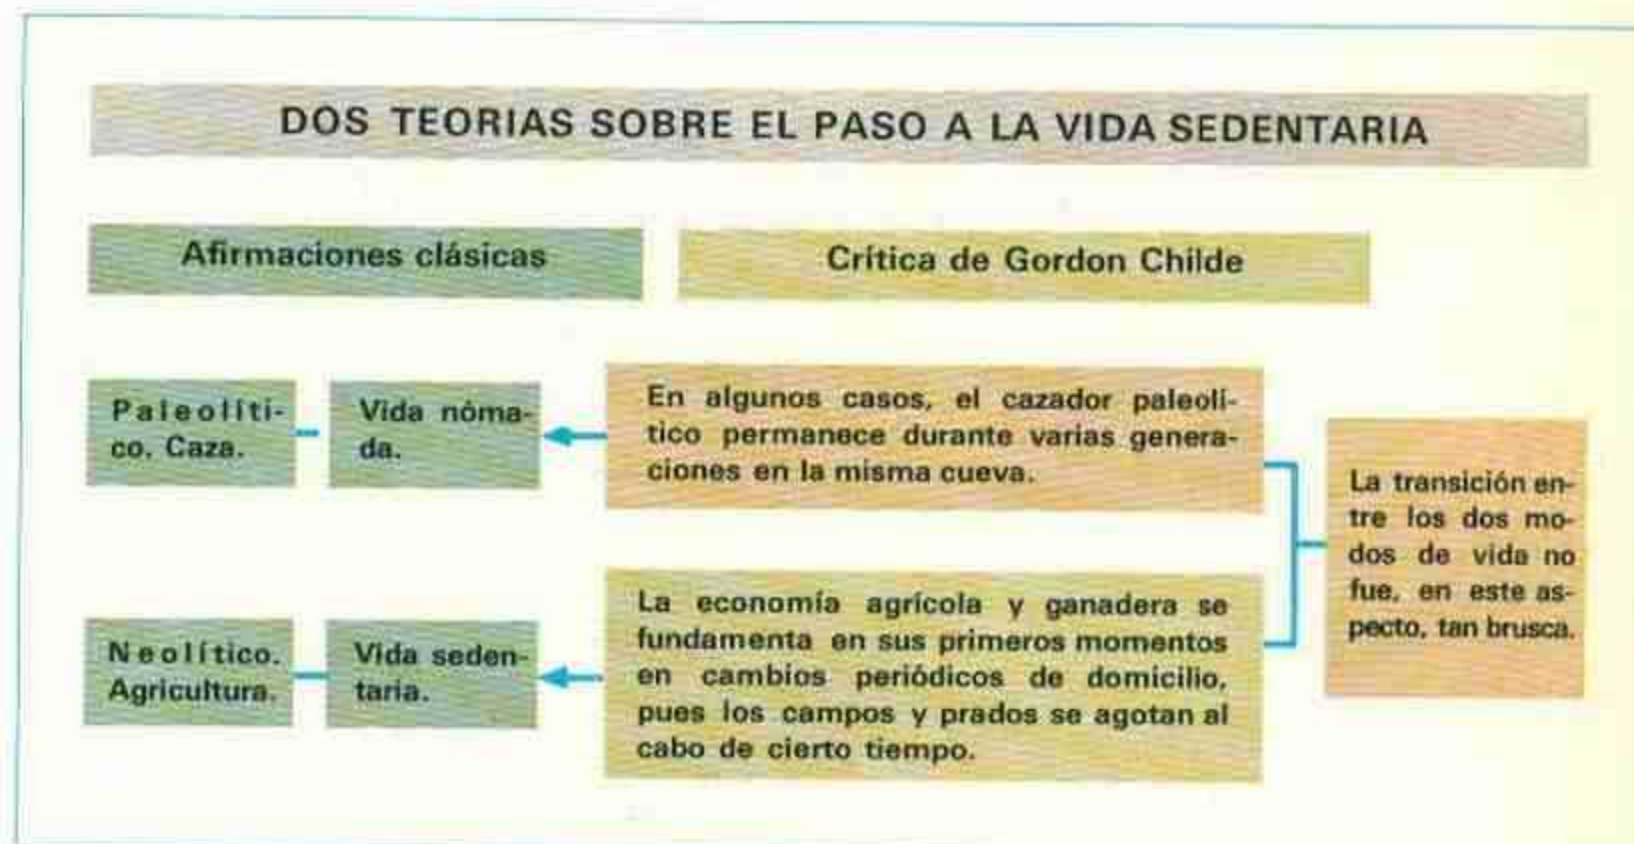 DOS TEORIAS SOBRE EL PASO A LA VIDA SEDENTARIA
Afirmaciones clásicas
Crítica de Gordon Childe
Paleolíti-
co. Caza.
Vida nóma-
da.
En algunos casos, el cazador paleolí-
tico permanece durante varias genera-
ciones en la misma cueva.
Neolítico.
Agricultura.
Vida seden-
taria.
La economía agrícola y ganadera se
fundamenta en sus primeros momentos
en cambios periódicos de domicilio,
pues los campos y prados se agotan al
cabo de cierto tiempo.
La transición en-
tre los dos mo-
dos de vida no
fue, en este as-
pecto, tan brusca.